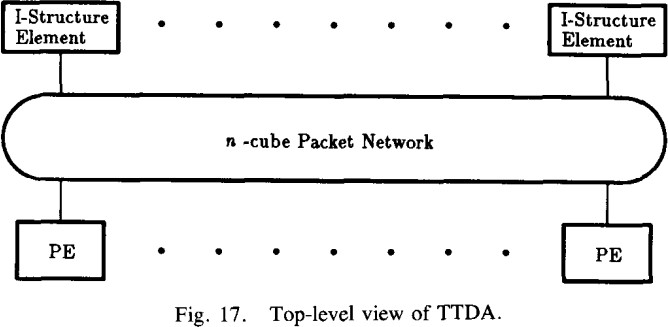 I-Structure
Element
I-Structure
Element
n -cube Packet Network
PE
PE
Fig. 17. Top-level view of TTDA.